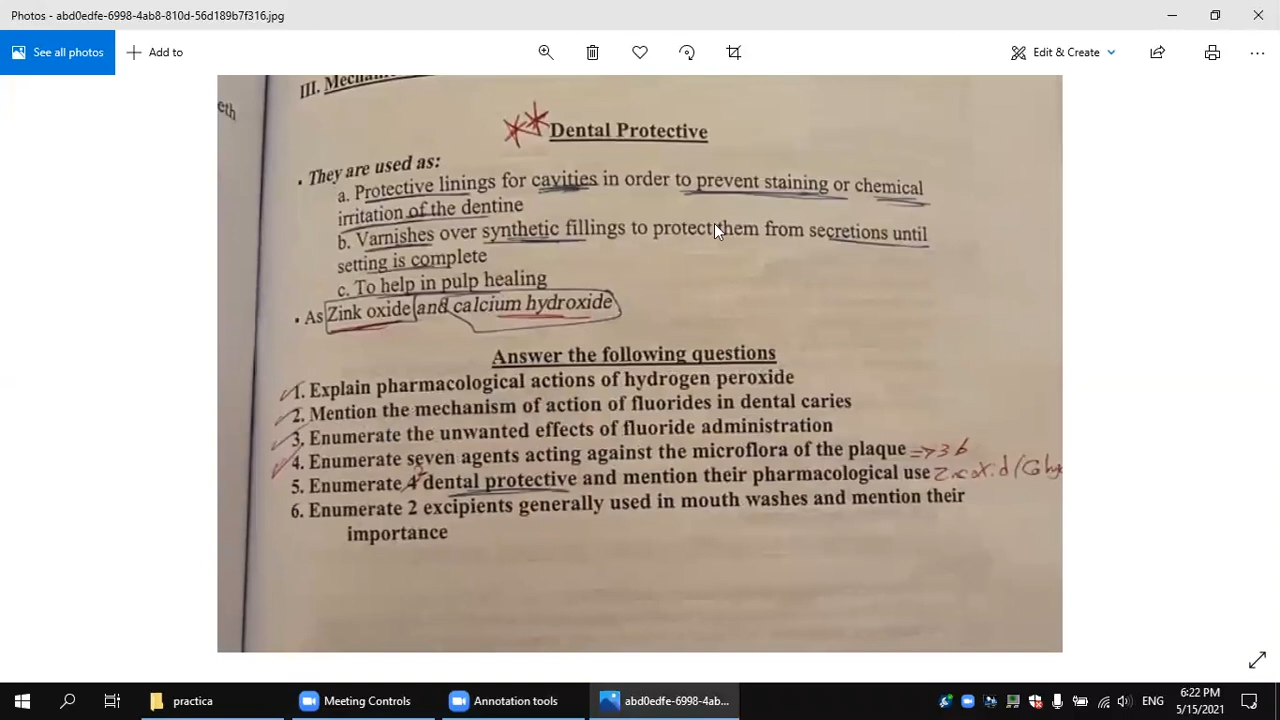 Photos - abd0edfe-6998-4ab8-810d-56d189b7f316.jpg
See all photos
Add to
Edit & Create
eth
III.
** Dental Protective
• They are used as:
a. Protective linings for cavities in order to prevent staining or chemical
irritation of the dentine
b. Varnishes over synthetic fillings to protect them from secretions until
setting is complete
c. To help in pulp healing
• As Zink oxide and calcium hydroxide
Answer the following questions
1. Explain pharmacological actions of hydrogen peroxide
2. Mention the mechanism of action of fluorides in dental caries
3. Enumerate the unwanted effects of fluoride administration
4. Enumerate seven agents acting against the microflora of the plaque
5. Enumerate 4 dental protective and mention their pharmacological use
6. Enumerate 2 excipients generally used in mouth washes and mention their
importance
practica
Meeting Controls
Annotation tools
abd0edfe-6998-4ab...
ENG
6:22 PM
5/15/2021